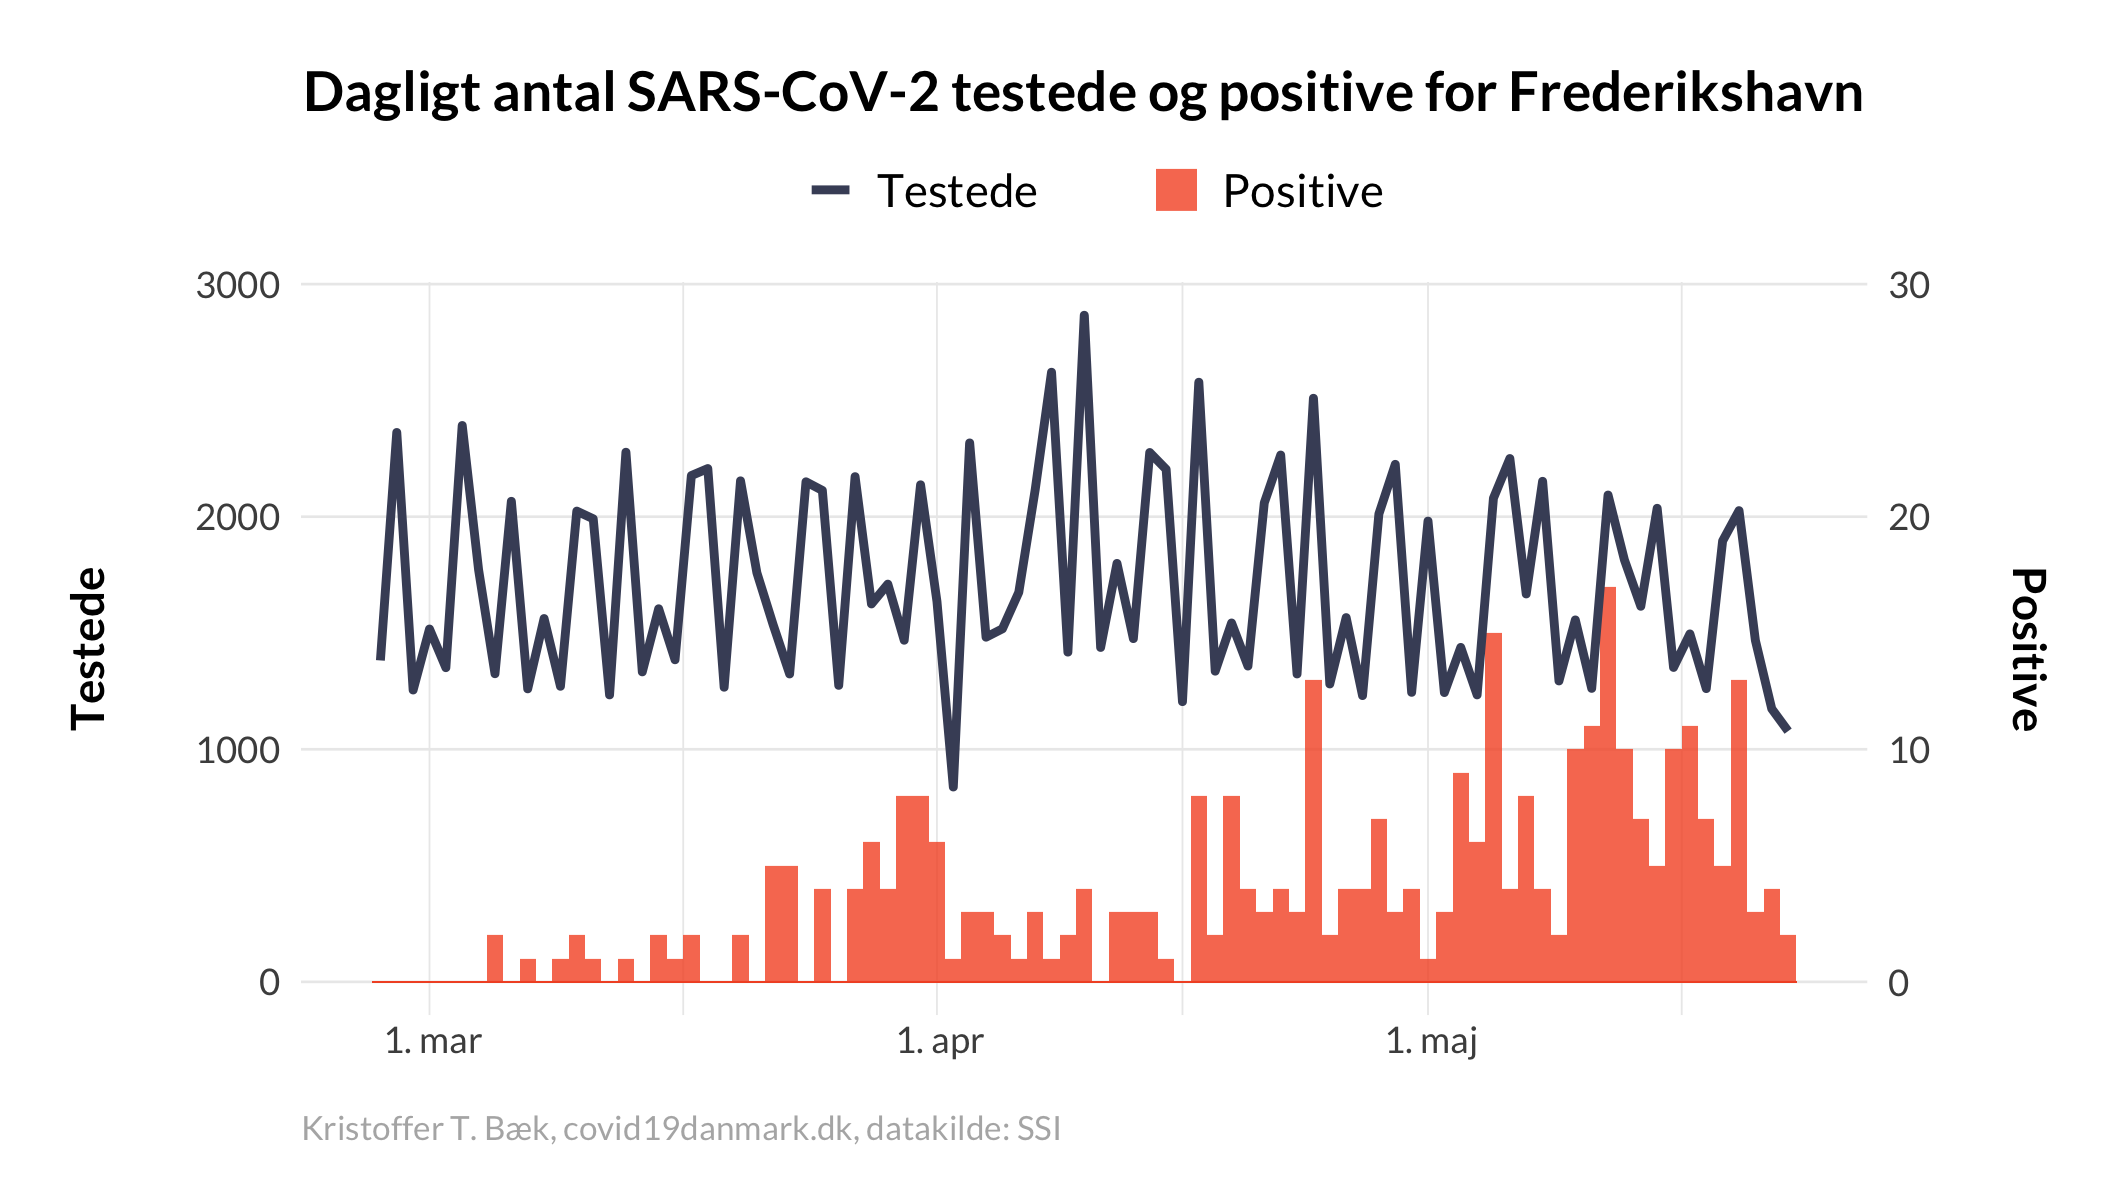 Dagligt antal SARS-CoV-2 testede og positive for Frederikshavn
Testede
Positive
3000
30
2000
20
1000
10
0
0
Testede
Positive
1. mar
1. apr
1. maj
Kristoffer T. Bæk, covid19danmark.dk, datakilde: SSI